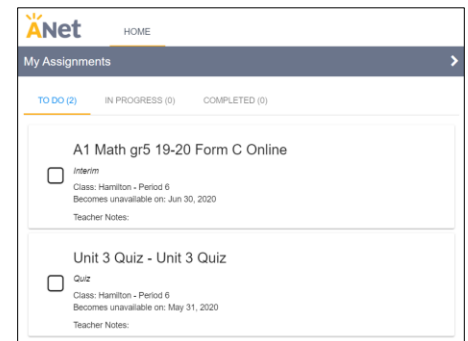 ANet
HOME
My Assignments
TO DO (2) IN PROGRESS (0) COMPLETED (0)
A1 Math gr5 19-20 Form C Online
Interim
Class: Hamilton - Period 6
Becomes unavailable on: Jun 30, 2020
Teacher Notes:
Unit 3 Quiz - Unit 3 Quiz
Quiz
Class: Hamilton - Period 6
Becomes unavailable on: May 31, 2020
Teacher Notes: